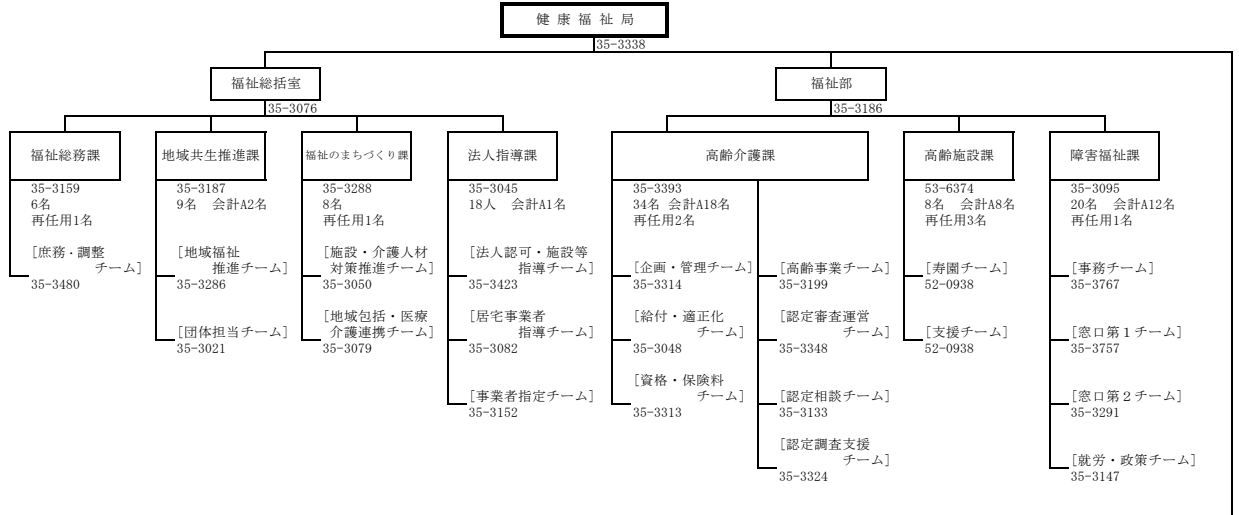 健康福祉局
35-3338
福祉総括室
35-3076
福祉部
35-3186
福祉総務課
35-3159
6名
再任用1名
[庶務・調整
チーム]
35-3480
地域共生推進課
35-3187
9名 会計A2名
[地域福祉
推進チーム]
35-3286
[団体担当チーム]
35-3021
福祉のまちづくり課
35-3288
8名
再任用1名
[施設・介護人材
対策推進チーム]
35-3050
[地域包括・医療
介護連携チーム]
35-3079
法人指導課
35-3045
18人 会計A1名
[法人認可・施設等
指導チーム]
35-3423
[居宅事業者
指導チーム]
35-3082
[事業者指定チーム]
35-3152
高齢介護課
35-3393
34名 会計A18名
再任用2名
[企画・管理チーム]
35-3314
[給付・適正化
チーム]
35-3048
[資格・保険料
チーム]
35-3313
[高齢事業チーム]
35-3199
[認定審査運営
チーム]
35-3348
[認定相談チーム]
35-3133
[認定調査支援
チーム]
35-3324
高齢施設課
53-6374
8名 会計A8名
再任用3名
[寿園チーム]
52-0938
[支援チーム]
52-0938
障害福祉課
35-3095
20名 会計A12名
再任用1名
[事務チーム]
35-3767
[窓口第１チーム]
35-3757
[窓口第２チーム]
35-3291
[就労・政策チーム]
35-3147